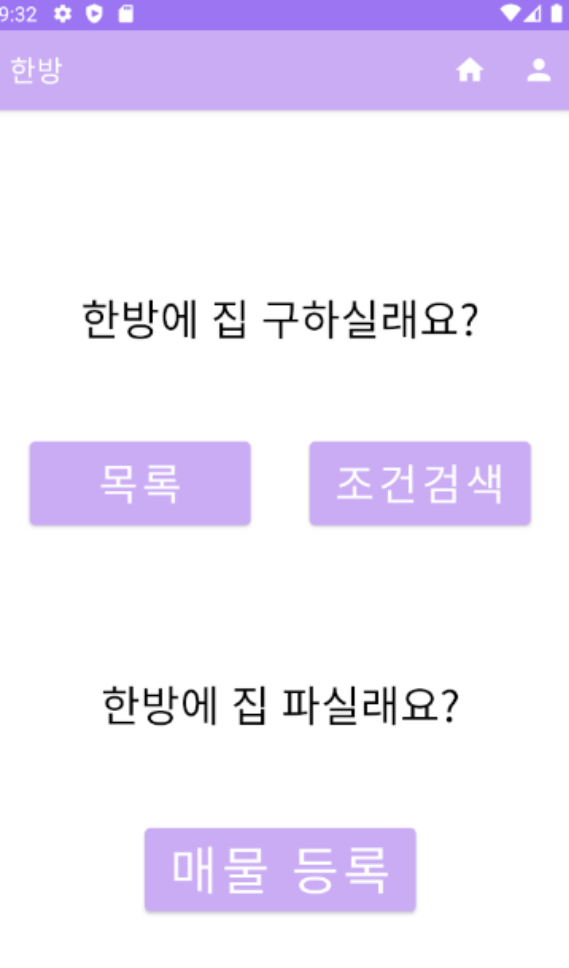 9:32
한방
한방에 집 구하실래요?
목록
조건검색
한방에 집 파실래요?
매물 등록